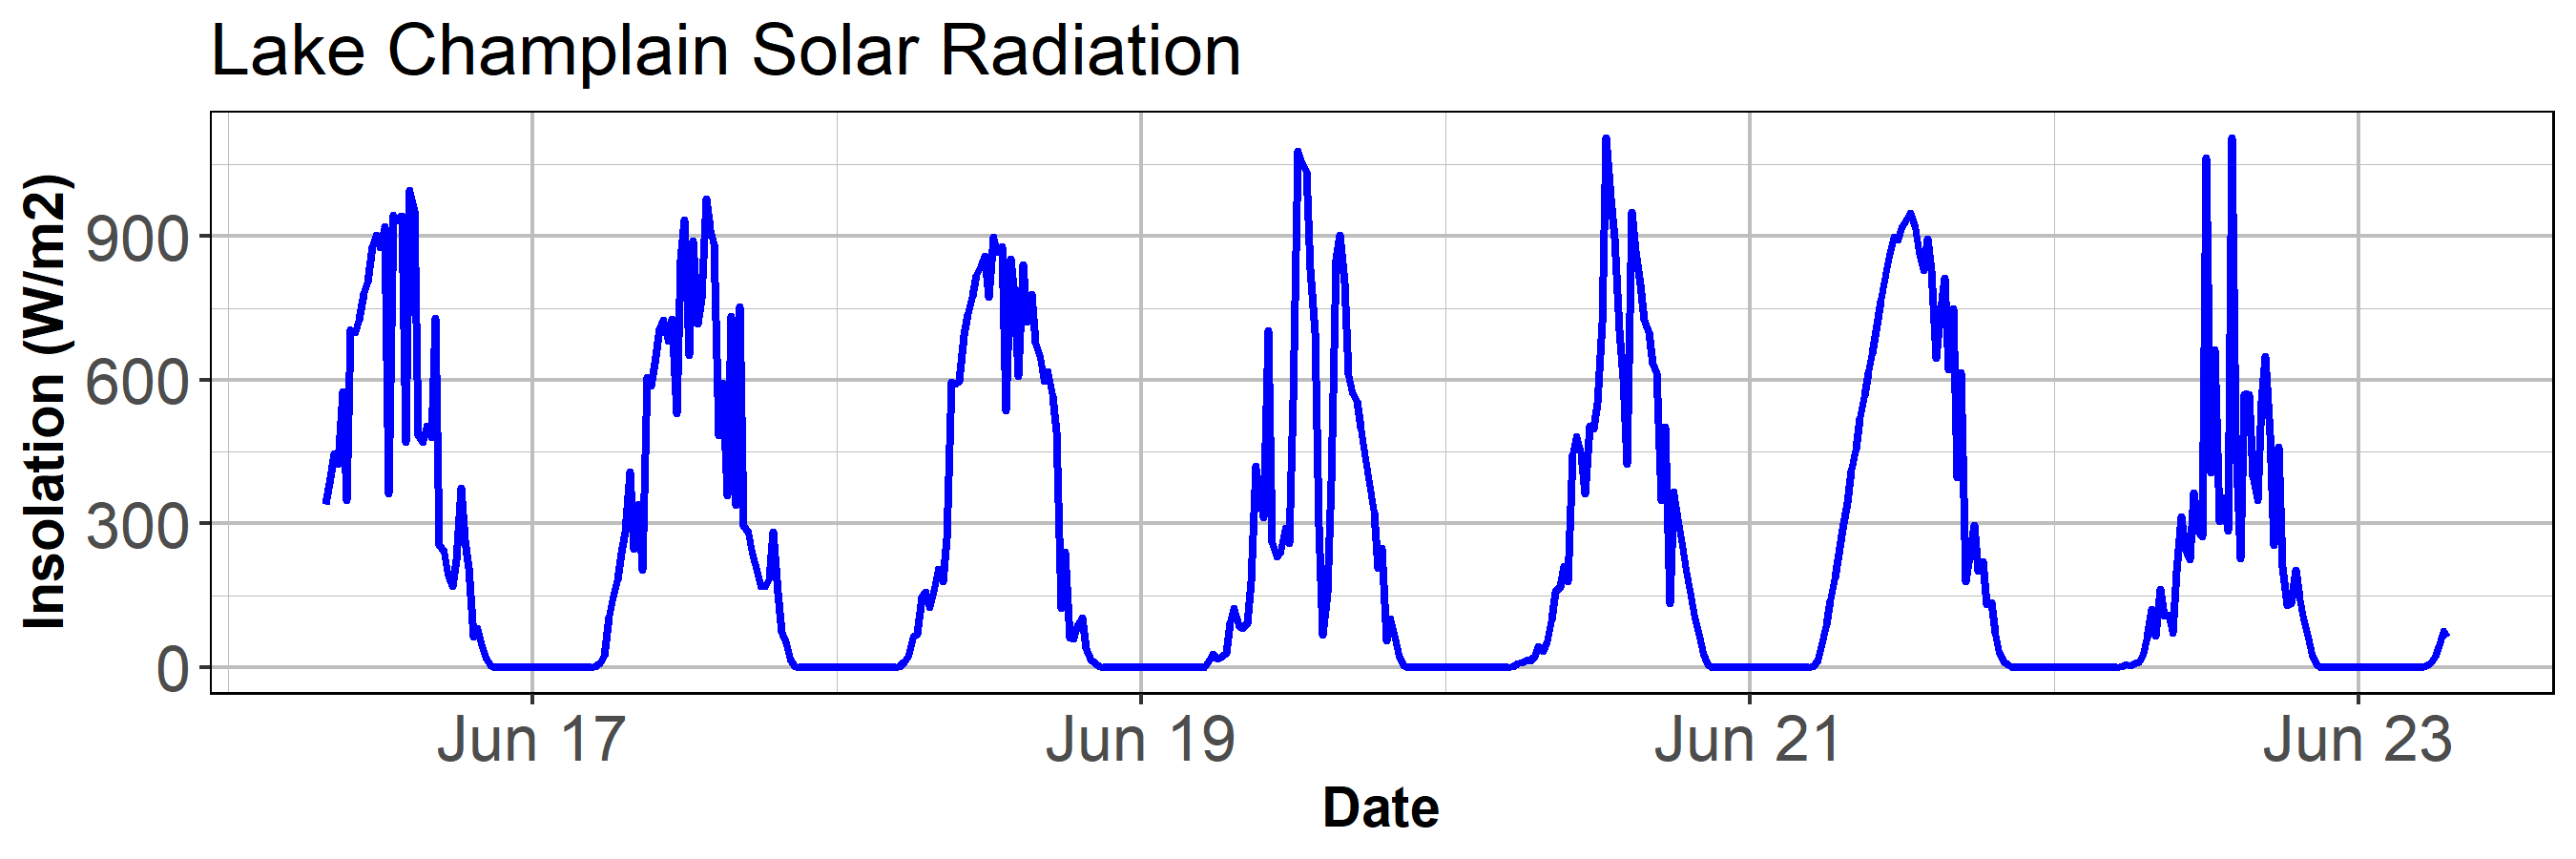 Lake Champlain Solar Radiation
Insolation (W/m2)
900
600
300
0
Jun 17
Jun 19
Jun 21
Jun 23
Date